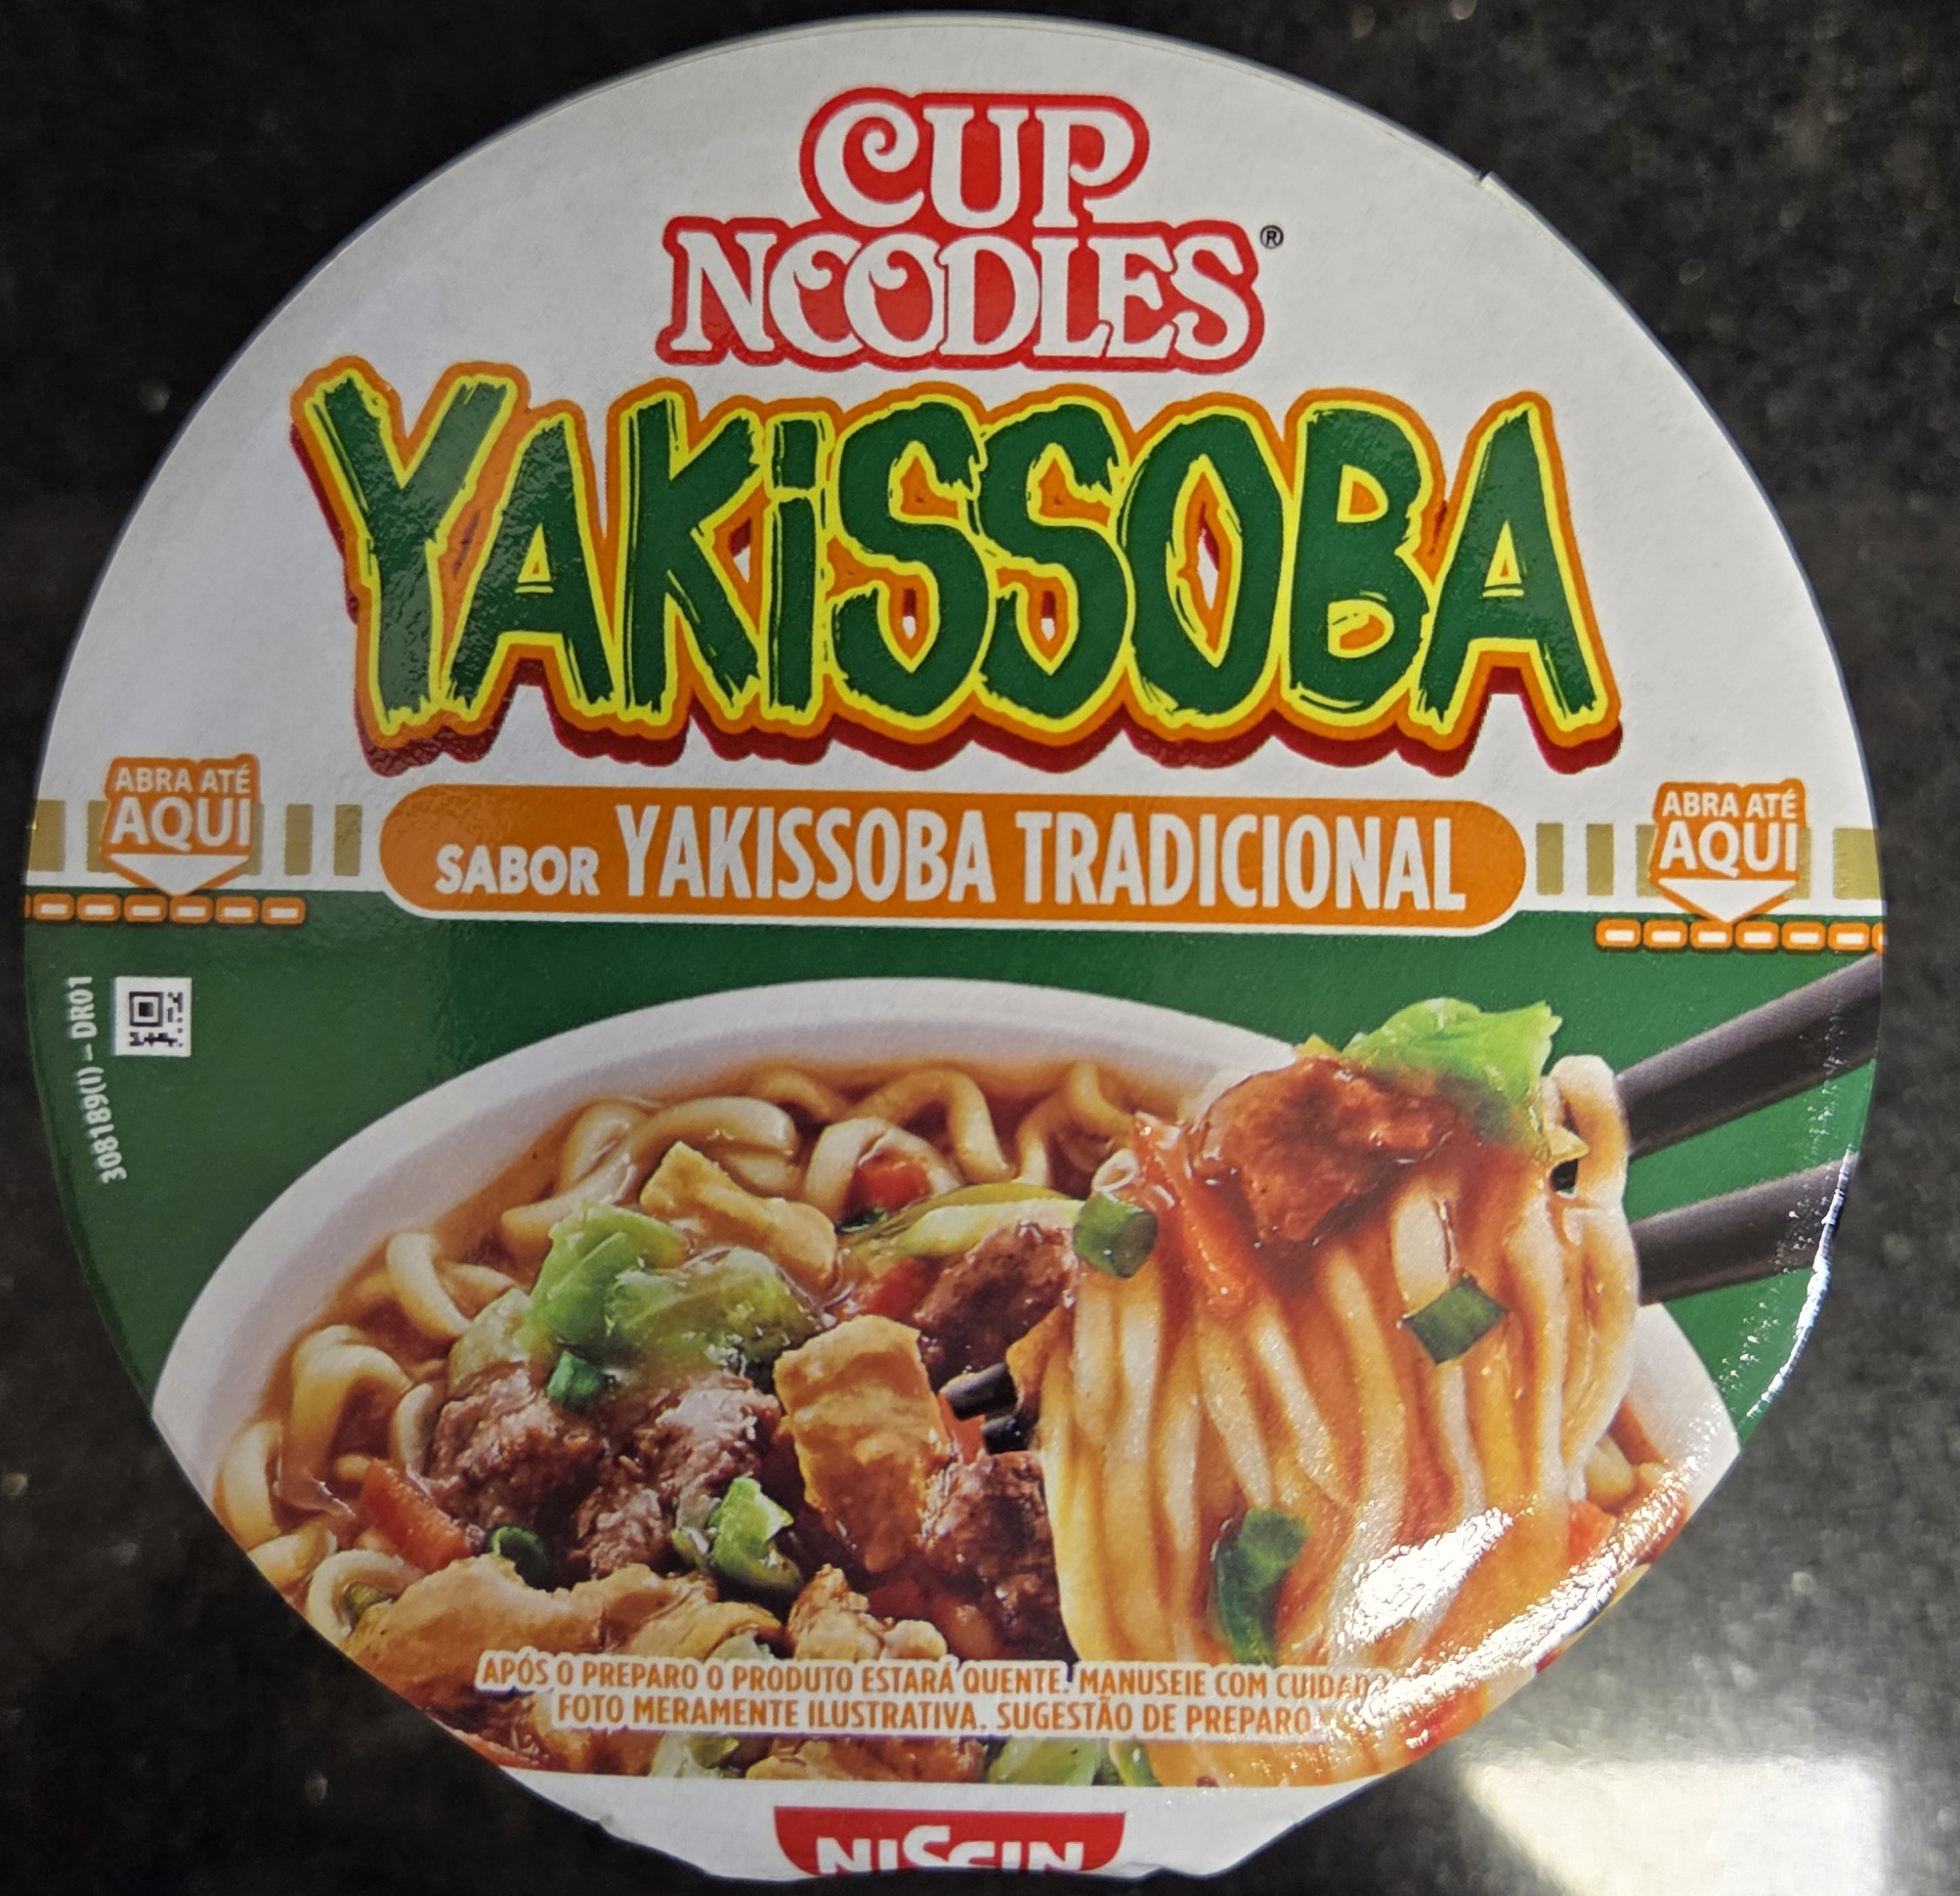 CUP
NOODLES®
YAKiSSOBA
ABRA ATÉ
AQUI
SABOR YAKISSOBA TRADICIONAL
ABRA ATÉ
AQUI
3081189(I) – DR01
APÓS O PREPARO O PRODUTO ESTARÁ QUENTE. MANUSEIE COM CUIDADO
FOTO MERAMENTE ILUSTRATIVA. SUGESTÃO DE PREPARO
NISSIN